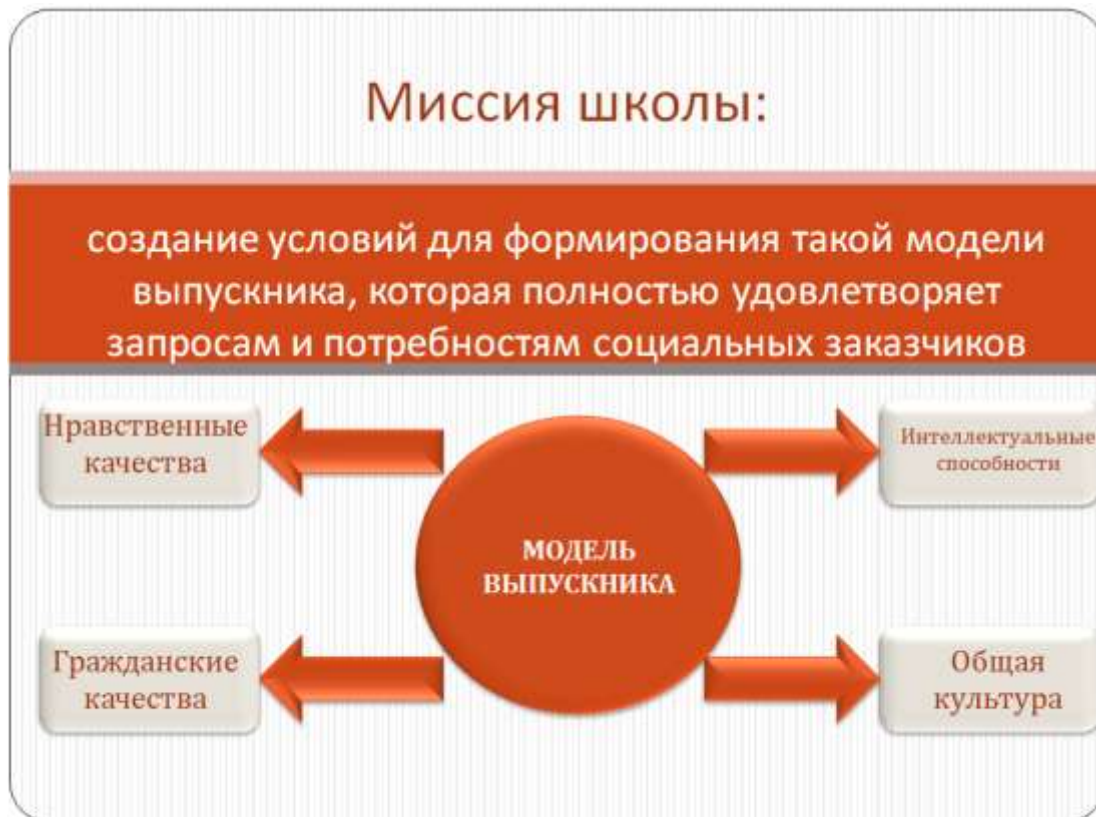 Миссия школы:
создание условий для формирования такой модели
выпускника, которая полностью удовлетворяет
запросам и потребностям социальных заказчиков
Нравственные
качества
Интеллектуальные
способности
МОДЕЛЬ
ВЫПУСКНИКА
Гражданские
качества
Общая
культура